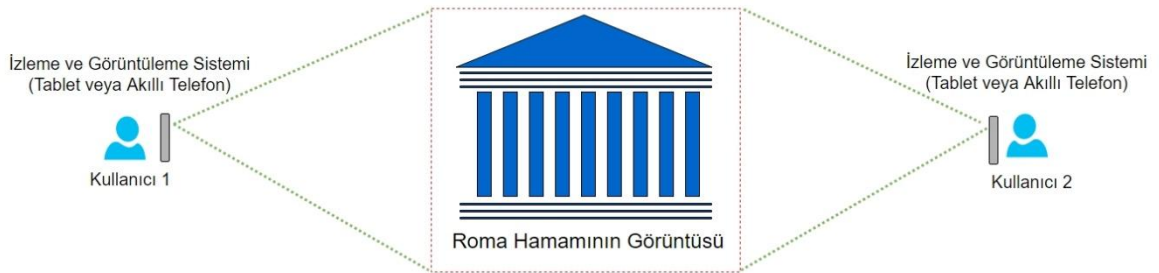 İzleme ve Görüntüleme Sistemi
(Tablet veya Akıllı Telefon)
Kullanıcı 1
Roma Hamamının Görüntüsü
İzleme ve Görüntüleme Sistemi
(Tablet veya Akıllı Telefon)
Kullanıcı 2